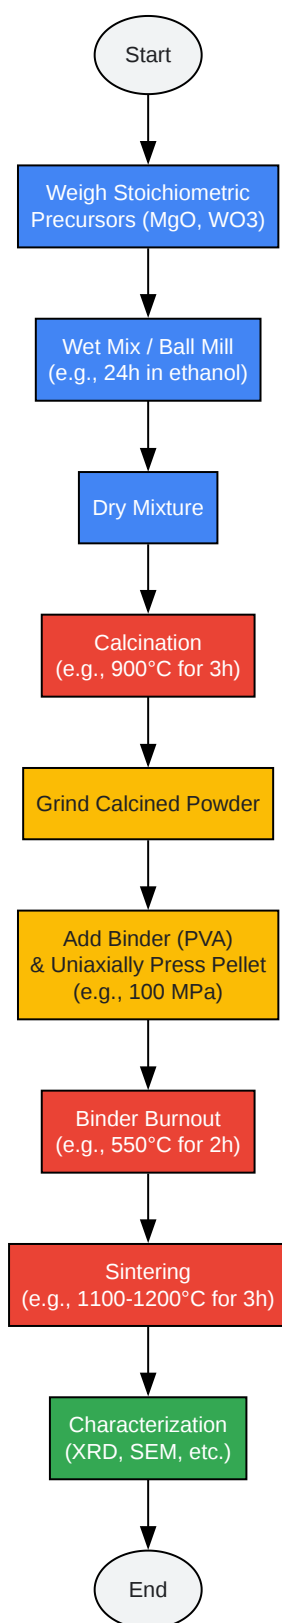 Start
Weigh Stoichiometric
Precursors (MgO, WO3)
Wet Mix / Ball Mill
(e.g., 24h in ethanol)
Dry Mixture
Calcination
(e.g., 900°C for 3h)
Grind Calcined Powder
Add Binder (PVA)
& Uniaxially Press Pellet
(e.g., 100 MPa)
Binder Burnout
(e.g., 550°C for 2h)
Sintering
(e.g., 1100-1200°C for 3h)
Characterization
(XRD, SEM, etc.)
End